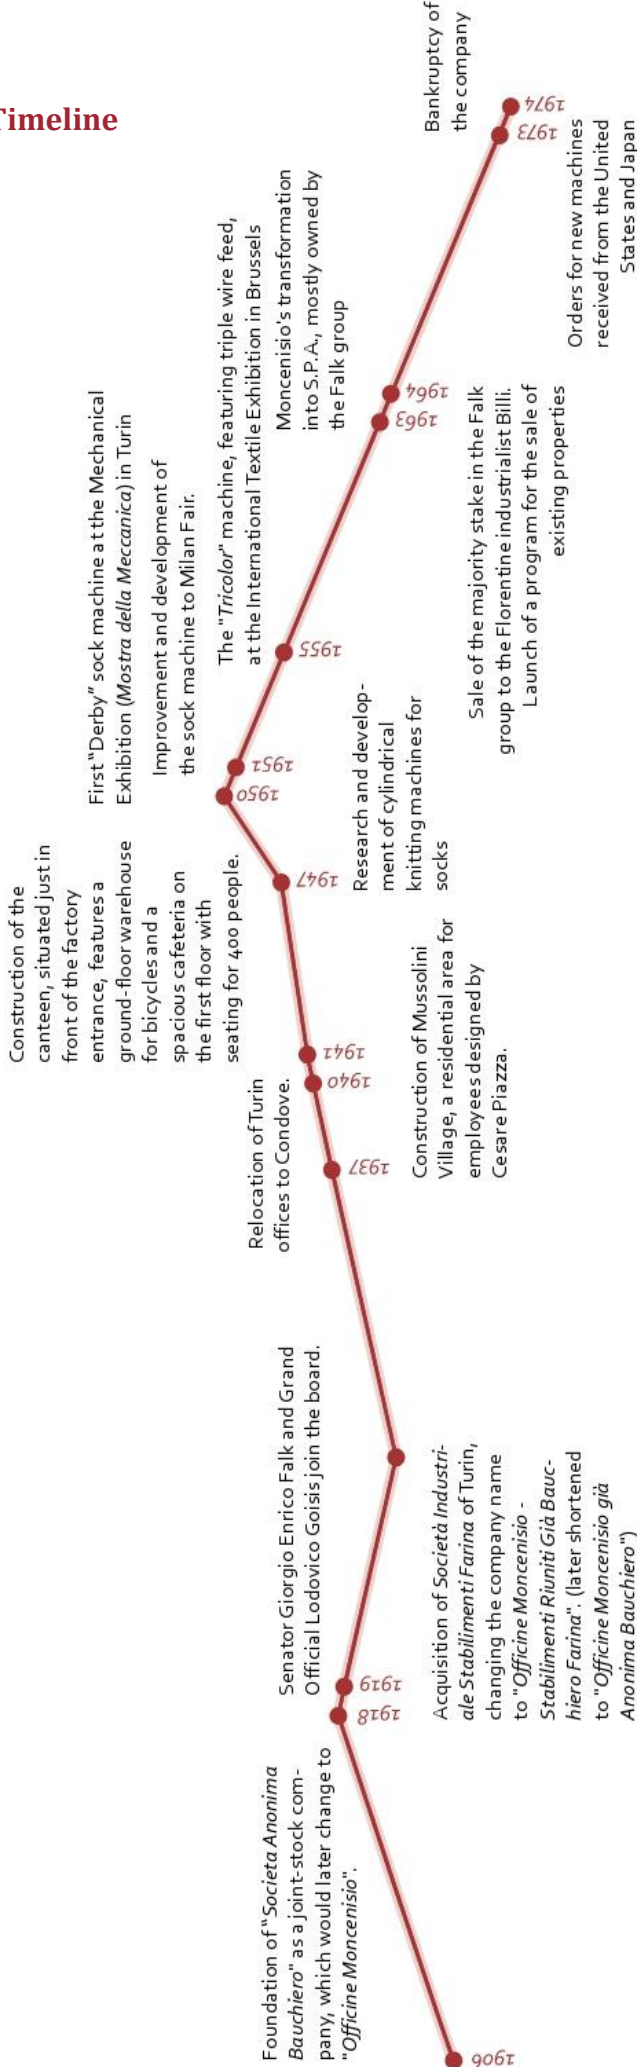 Timeline
Foundation of "Societa Anonima
Bauchiero" as a joint-stock com-
pany, which would later change to
"Officine Moncenisio".
1906
1918
1919
Senator Giorgio Enrico Falk and Grand
Official Lodovico Goisis join the board.
Acquisition of Società Industri-
ale Stabilimenti Farina of Turin,
changing the company name
to "Officine Moncenisio -
Stabilimenti Riuniti Già Bauc-
hiero Farina". (later shortened
to "Officine Moncenisio già
Anonima Bauchiero")
Relocation of Turin
offices to Condove.
1937
1940
1941
Construction of Mussolini
Village, a residential area for
employees designed by
Cesare Piazza.
Construction of the
canteen, situated just in
front of the factory
entrance, features a
ground-floor warehouse
for bicycles and a
spacious cafeteria on
the first floor with
seating for 400 people.
1947
Research and develop-
ment of cylindrical
knitting machines for
socks
1950
1951
First "Derby" sock machine at the Mechanical
Exhibition (Mostra della Meccanica) in Turin
Improvement and development of
the sock machine to Milan Fair.
1955
The "Tricolor" machine, featuring triple wire feed,
at the International Textile Exhibition in Brussels
1963
1964
Moncenisio's transformation
into S.P.A., mostly owned by
the Falk group
Sale of the majority stake in the Falk
group to the Florentine industrialist Billi.
Launch of a program for the sale of
existing properties
1973
1974
Orders for new machines
received from the United
States and Japan
Bankruptcy of
the company